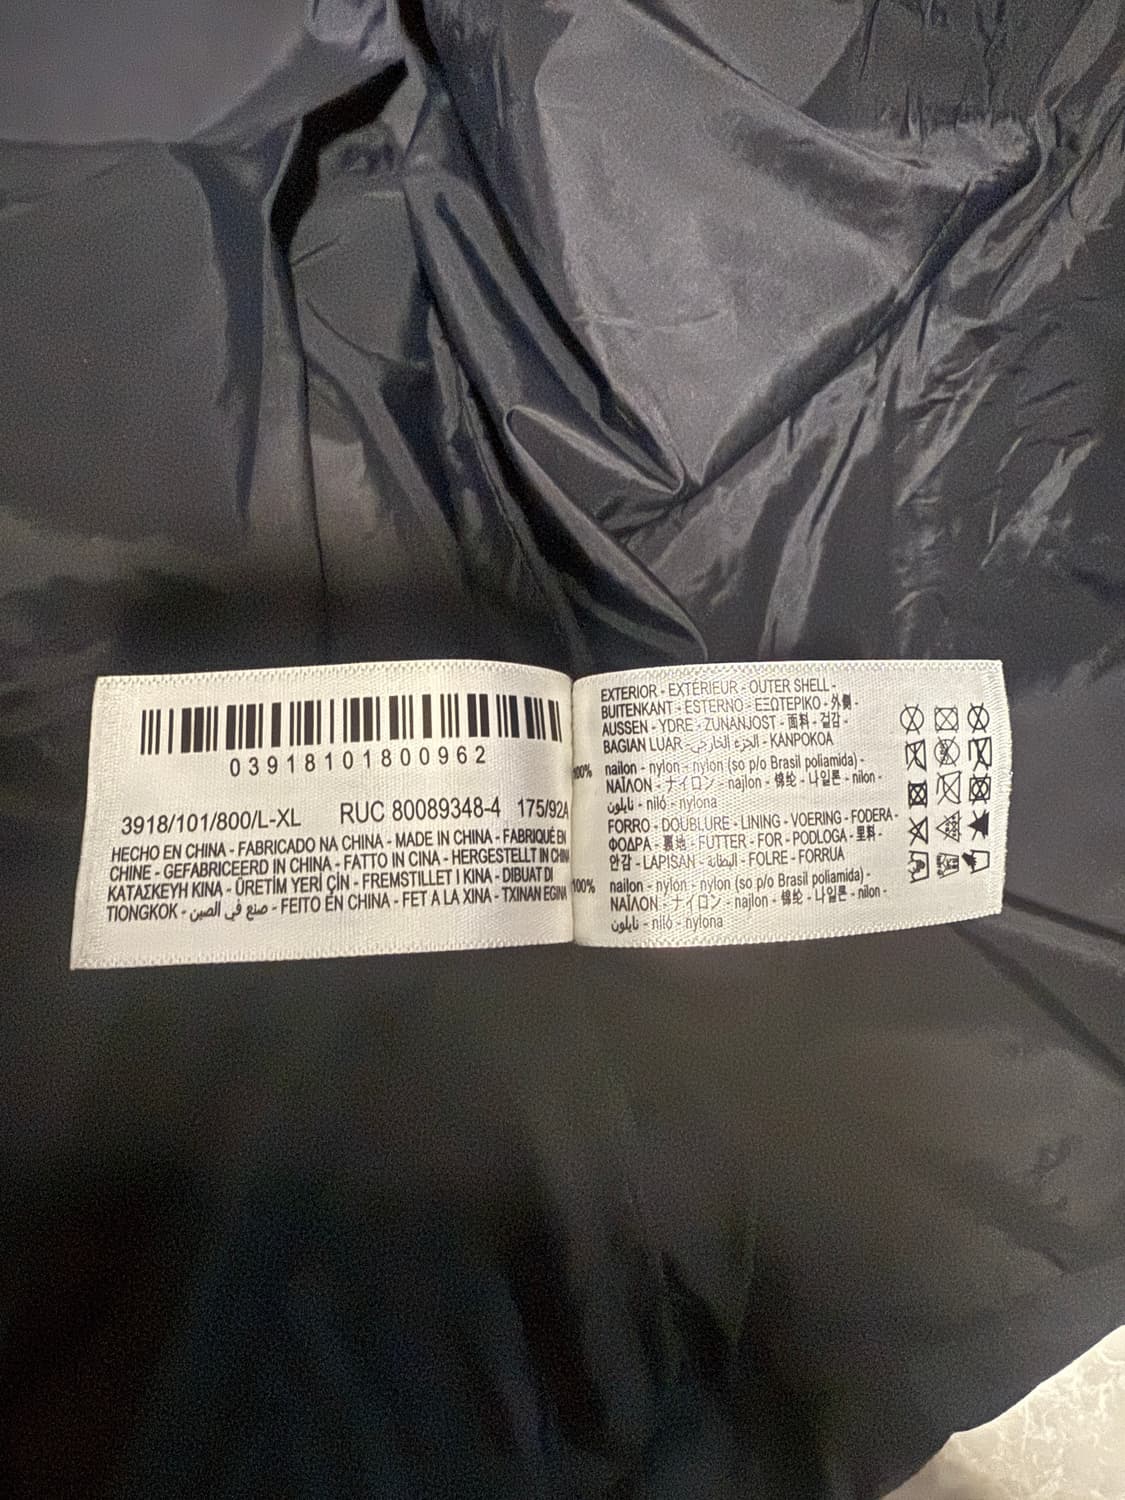 03918101800962
3918/101/800/L-XL RUC 80089348-4 175/92A
HECHO EN CHINA - FABRICADO NA CHINA - MADE IN CHINA - FABRIQUÉ EN
CHINE - GEFABRICEERD IN CHINA - FATTO IN CINA - HERGESTELLT IN CHINA
ΚΑΤΑΣΚΕΥΗ ΚΙΝΑ - ÜRETİM YERİ ÇİN - FREMSTILLET I KINA - DIBUAT DI
TIONGKOK - صنع في الصين - FEITO EN CHINA - FET A LA XINA - TXINAN EGINA
EXTERIOR - EXTÉRIEUR - OUTER SHELL -
BUITENKANT - ESTERNO - ΕΞΩΤΕΡΙΚΟ - 外側 -
AUSSEN - YDRE - ZUNANJOST - 面料 - 겉감 -
BAGIAN LUAR - الجزء الخارجي - KANPOKOA
100% nailon - nylon - nylon (so p/o Brasil poliamida) -
ΝΑΪΛΟΝ - ナイロン - najlon - 锦纶 - 나일론 - nilon -
نايلون - niló - nylona
FORRO - DOUBLURE - LINING - VOERING - FODERA -
ΦΟΔΡΑ - 裏地 - FUTTER - FOR - PODLOGA - 里料 -
안감 - LAPISAN - البطانة - FOLRE - FORRUA
100% nailon - nylon - nylon (so p/o Brasil poliamida) -
ΝΑΪΛΟΝ - ナイロン - najlon - 锦纶 - 나일론 - nilon -
نايلون - niló - nylona